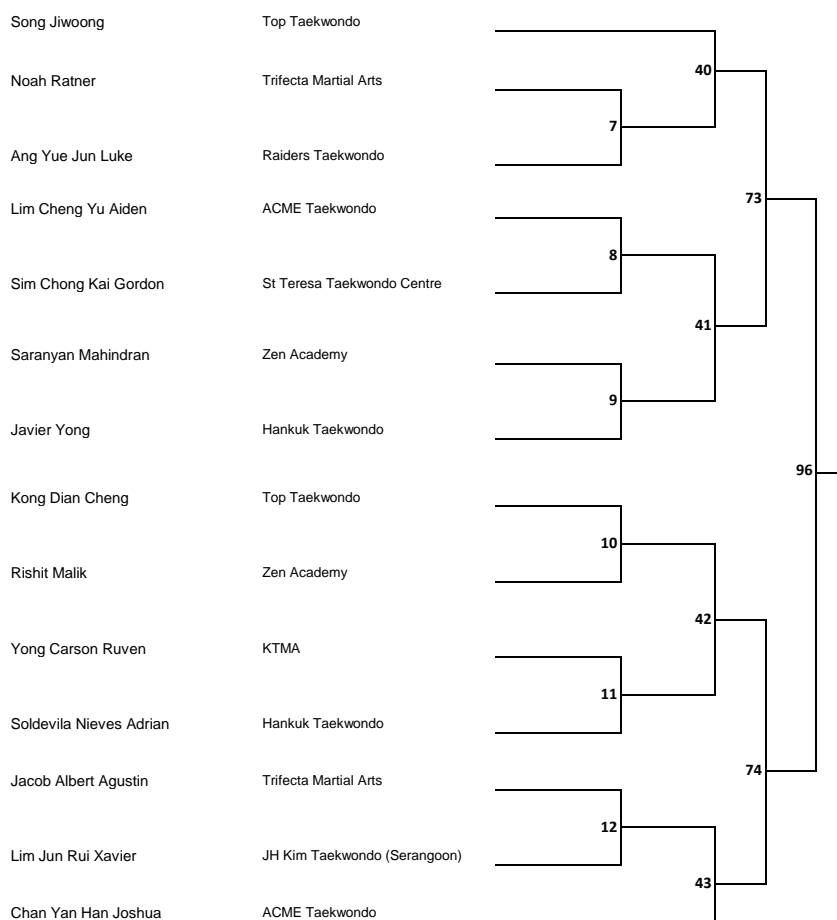 Song Jiwoong Top Taekwondo
40
Noah Ratner Trifecta Martial Arts
7
Ang Yue Jun Luke Raiders Taekwondo
73
Lim Cheng Yu Aiden ACME Taekwondo
8
Sim Chong Kai Gordon St Teresa Taekwondo Centre
41
Saranyan Mahindran Zen Academy
9
Javier Yong Hankuk Taekwondo
96
Kong Dian Cheng Top Taekwondo
10
Rishit Malik Zen Academy
42
Yong Carson Ruven KTMA
11
Soldevila Nieves Adrian Hankuk Taekwondo
74
Jacob Albert Agustin Trifecta Martial Arts
12
Lim Jun Rui Xavier JH Kim Taekwondo (Serangoon)
43
Chan Yan Han Joshua ACME Taekwondo